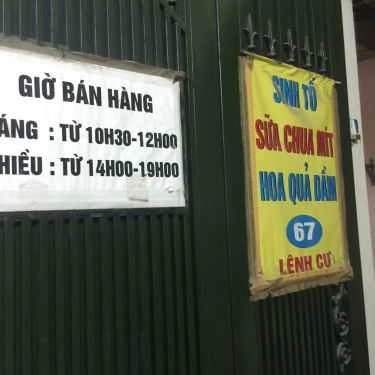 GIỜ BÁN HÀNG
ÁNG : TỪ 10H30-12H00
HIỀU : TỪ 14H00-19H00
SINH TỐ
SỮA CHUA MÍT
HOA QUẢ DẦM
67
LÊNH CƯ